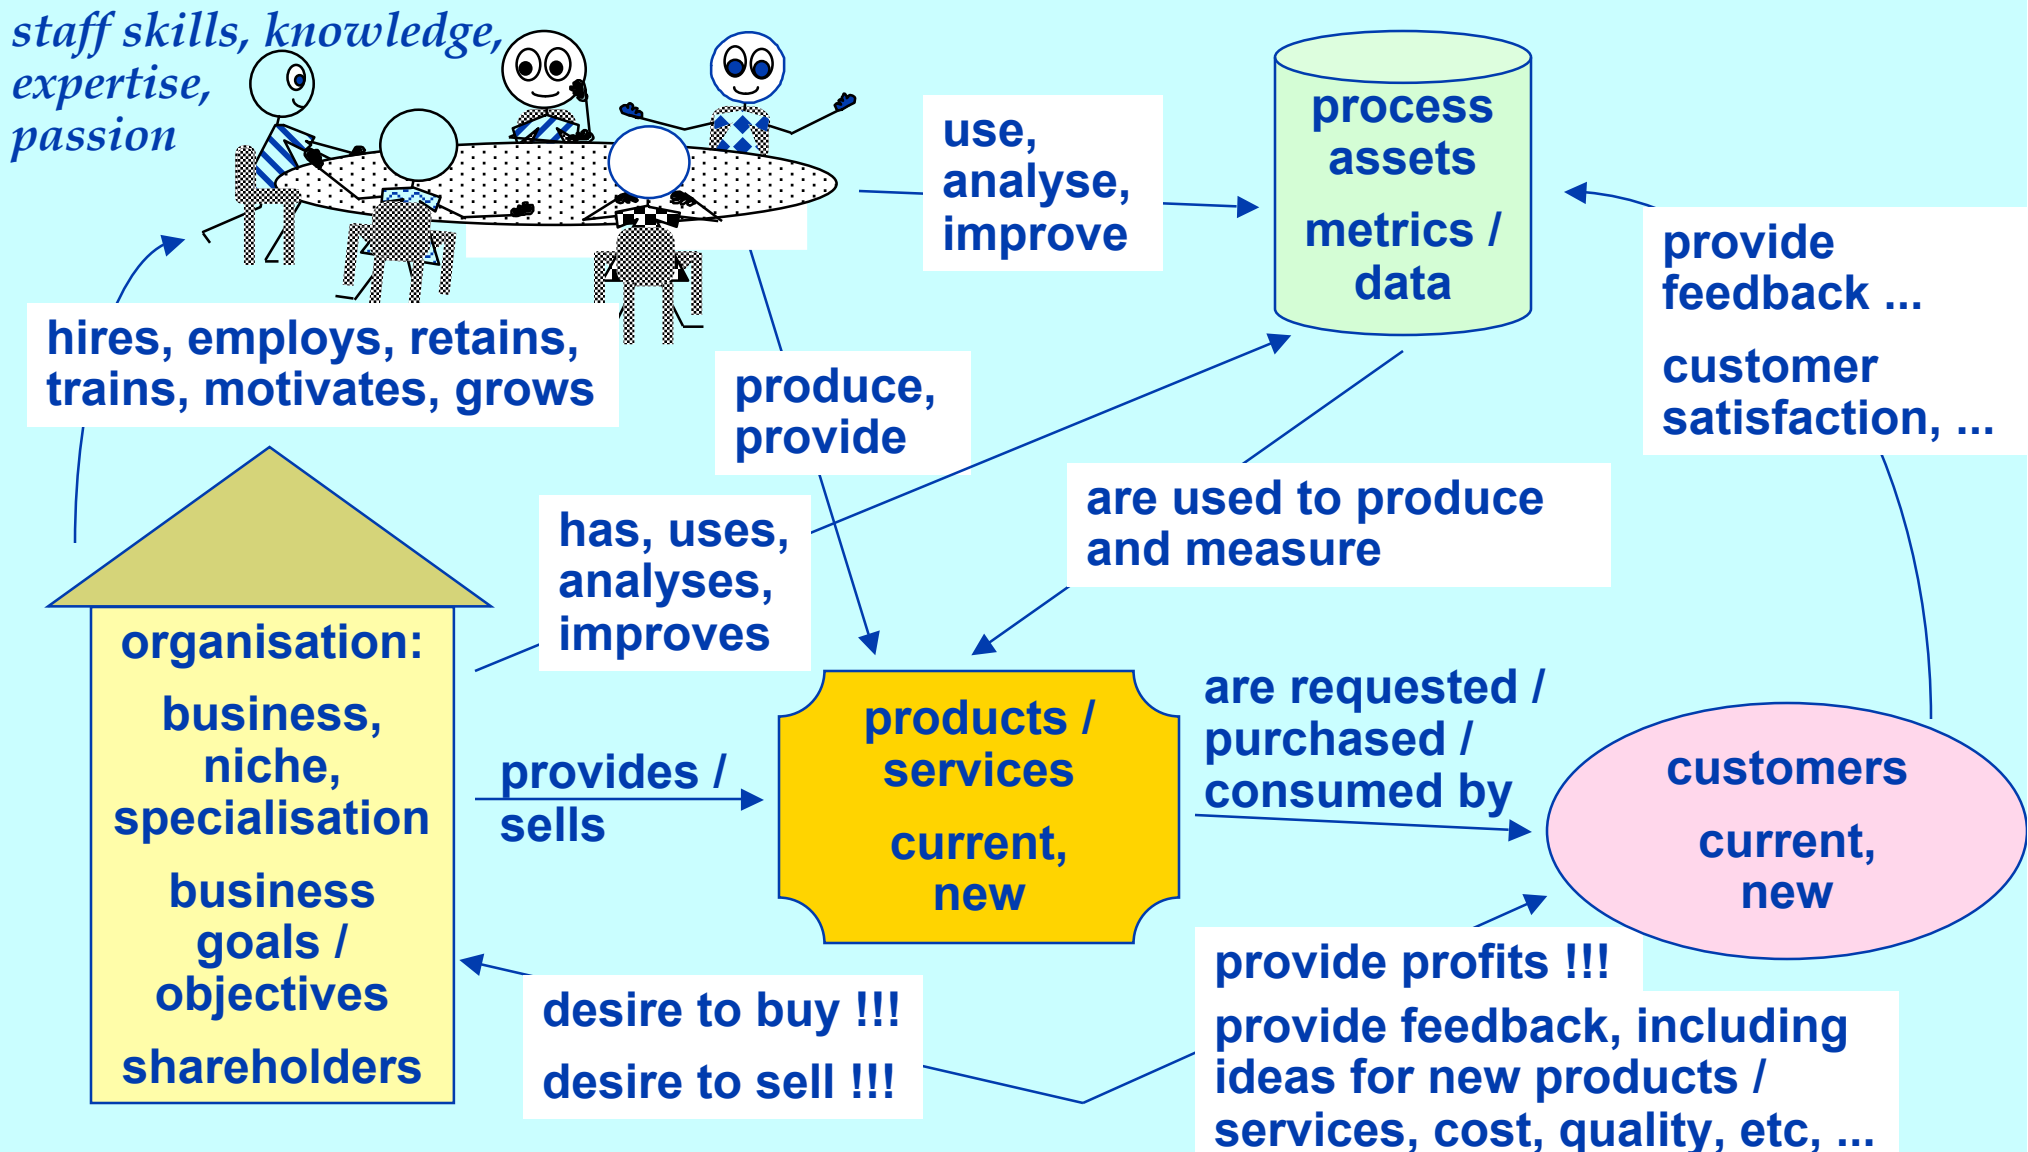 staff skills, knowledge,
expertise,
passion
use,
analyse,
improve
process
assets
metrics /
data
provide
feedback ...
customer
satisfaction, ...
hires, employs, retains,
trains, motivates, grows
produce,
provide
are used to produce
and measure
has, uses,
analyses,
improves
organisation:
business,
niche,
specialisation
business
goals /
objectives
shareholders
provides /
sells
products /
services
current,
new
are requested /
purchased /
consumed by
customers
current,
new
desire to buy !!!
desire to sell !!!
provide profits !!!
provide feedback, including
ideas for new products /
services, cost, quality, etc, ...